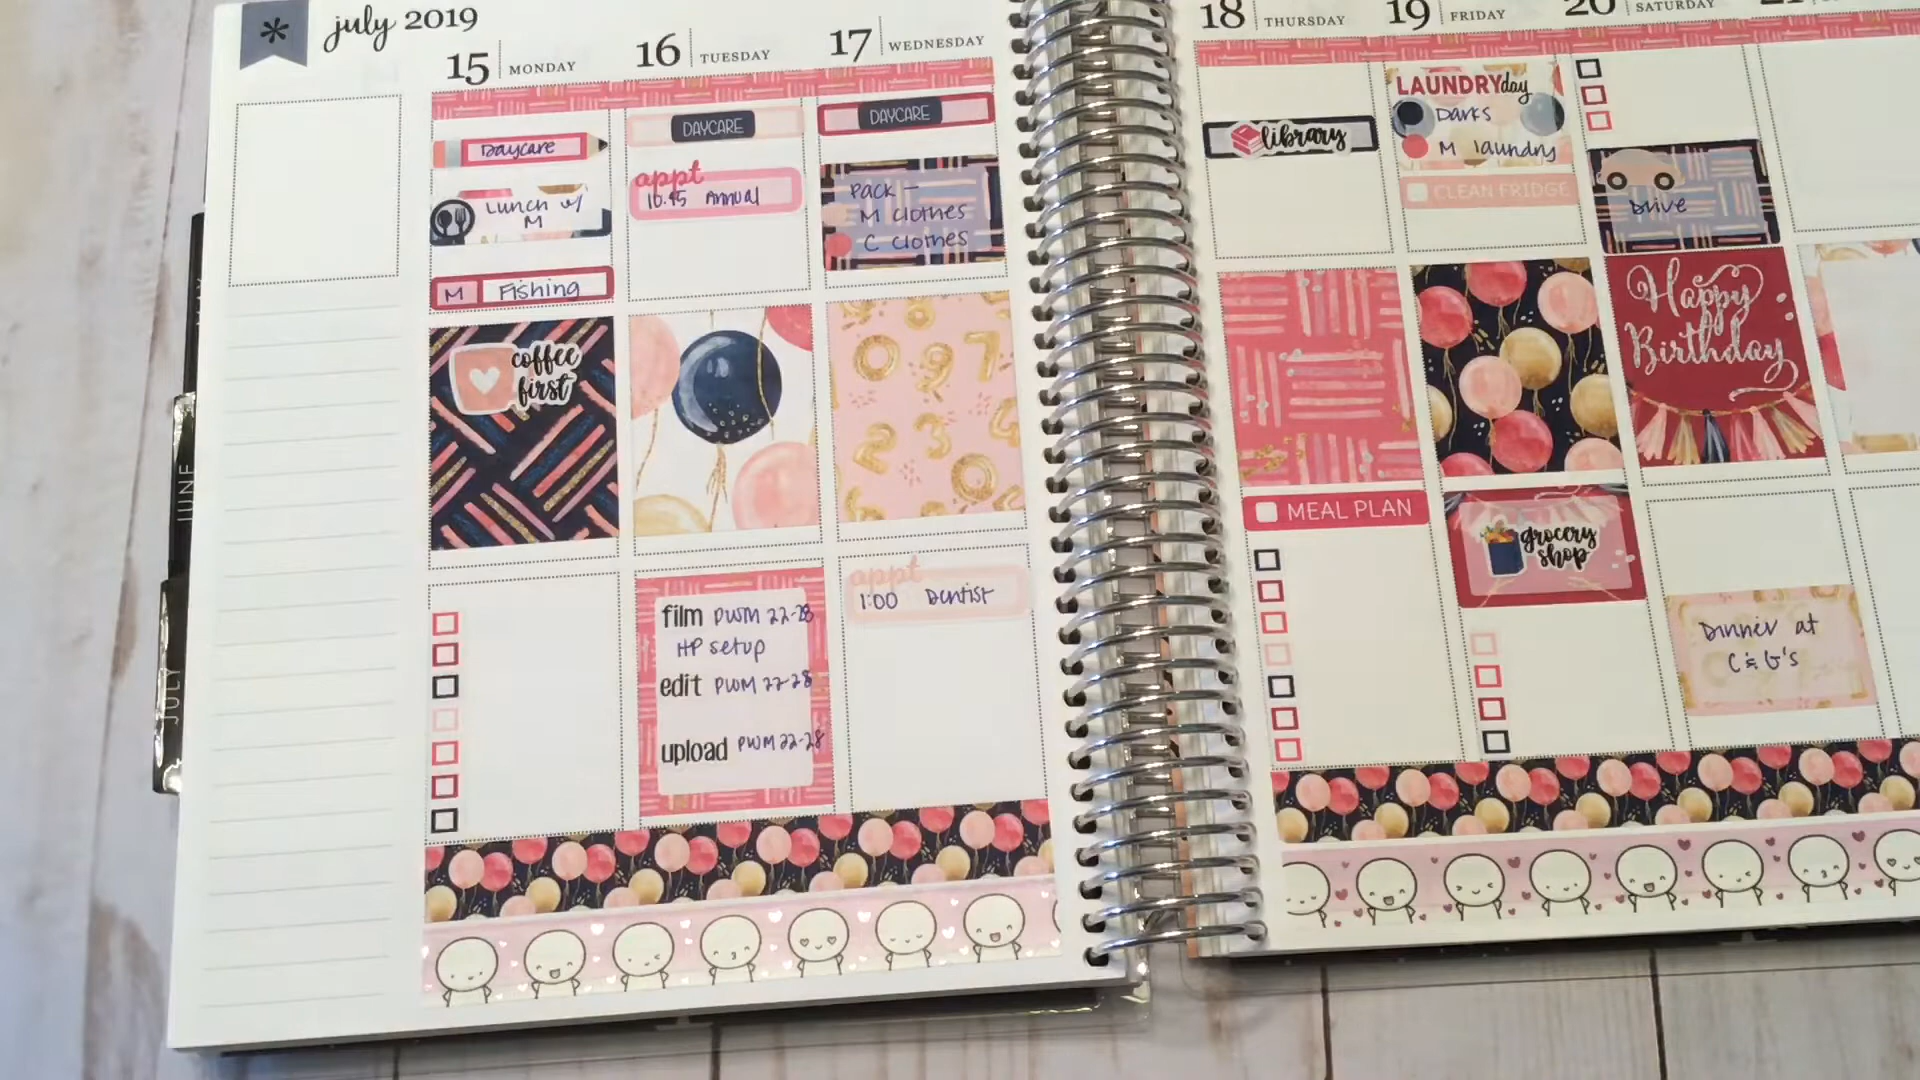 * july 2019
15 MONDAY
16 TUESDAY
17 WEDNESDAY
18 THURSDAY
19 FRIDAY
20 SATURDAY
JUNE
JULY
Daycare
Lunch w/
M
M Fishing
coffee
first
DAYCARE
appt
10:45 Annual
film PWM 22-28
HP setup
edit PWM 22-28
upload PWM 22-28
DAYCARE
Pack -
M clothes
C clothes
appt
1:00 Dentist
library
MEAL PLAN
LAUNDRY day
Darks
M laundry
CLEAN FRIDGE
grocery
shop
Drive
Happy
Birthday
Dinner at
C & G's